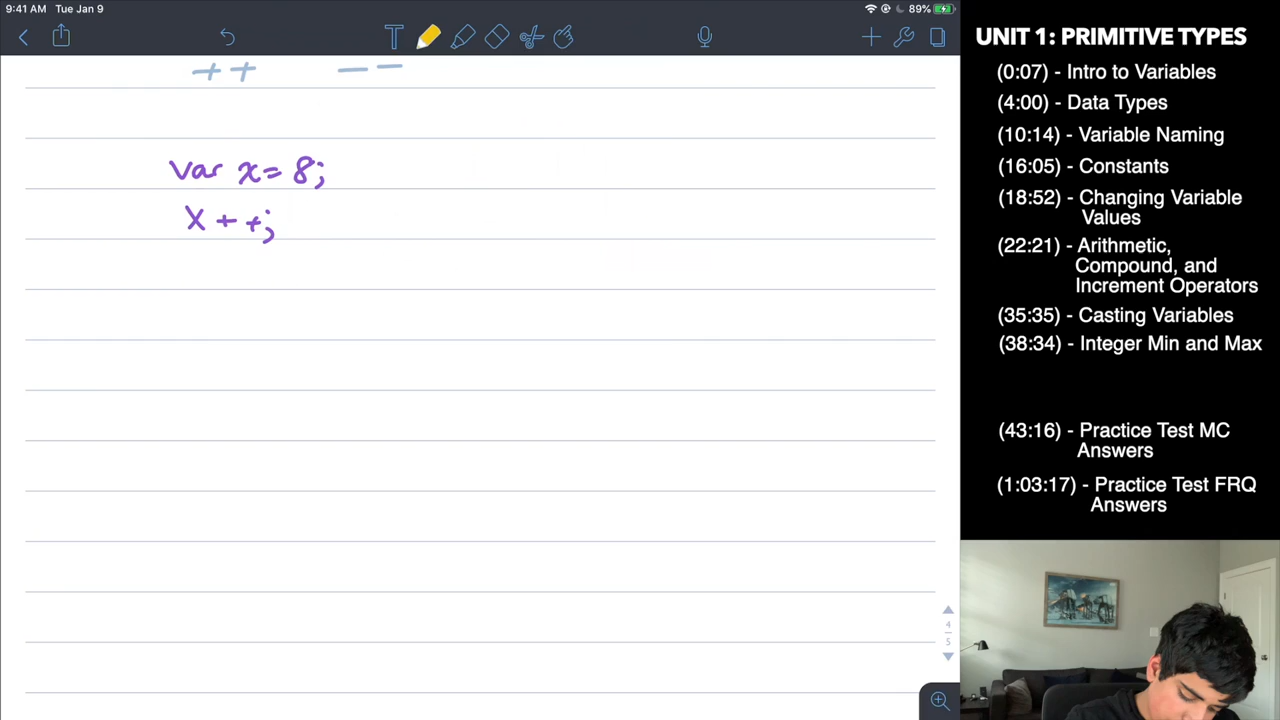 9:41 AM Tue Jan 9
89%
T
++ --
var x = 8;
x++;
4
5
UNIT 1: PRIMITIVE TYPES
(0:07) - Intro to Variables
(4:00) - Data Types
(10:14) - Variable Naming
(16:05) - Constants
(18:52) - Changing Variable
Values
(22:21) - Arithmetic,
Compound, and
Increment Operators
(35:35) - Casting Variables
(38:34) - Integer Min and Max
(43:16) - Practice Test MC
Answers
(1:03:17) - Practice Test FRQ
Answers